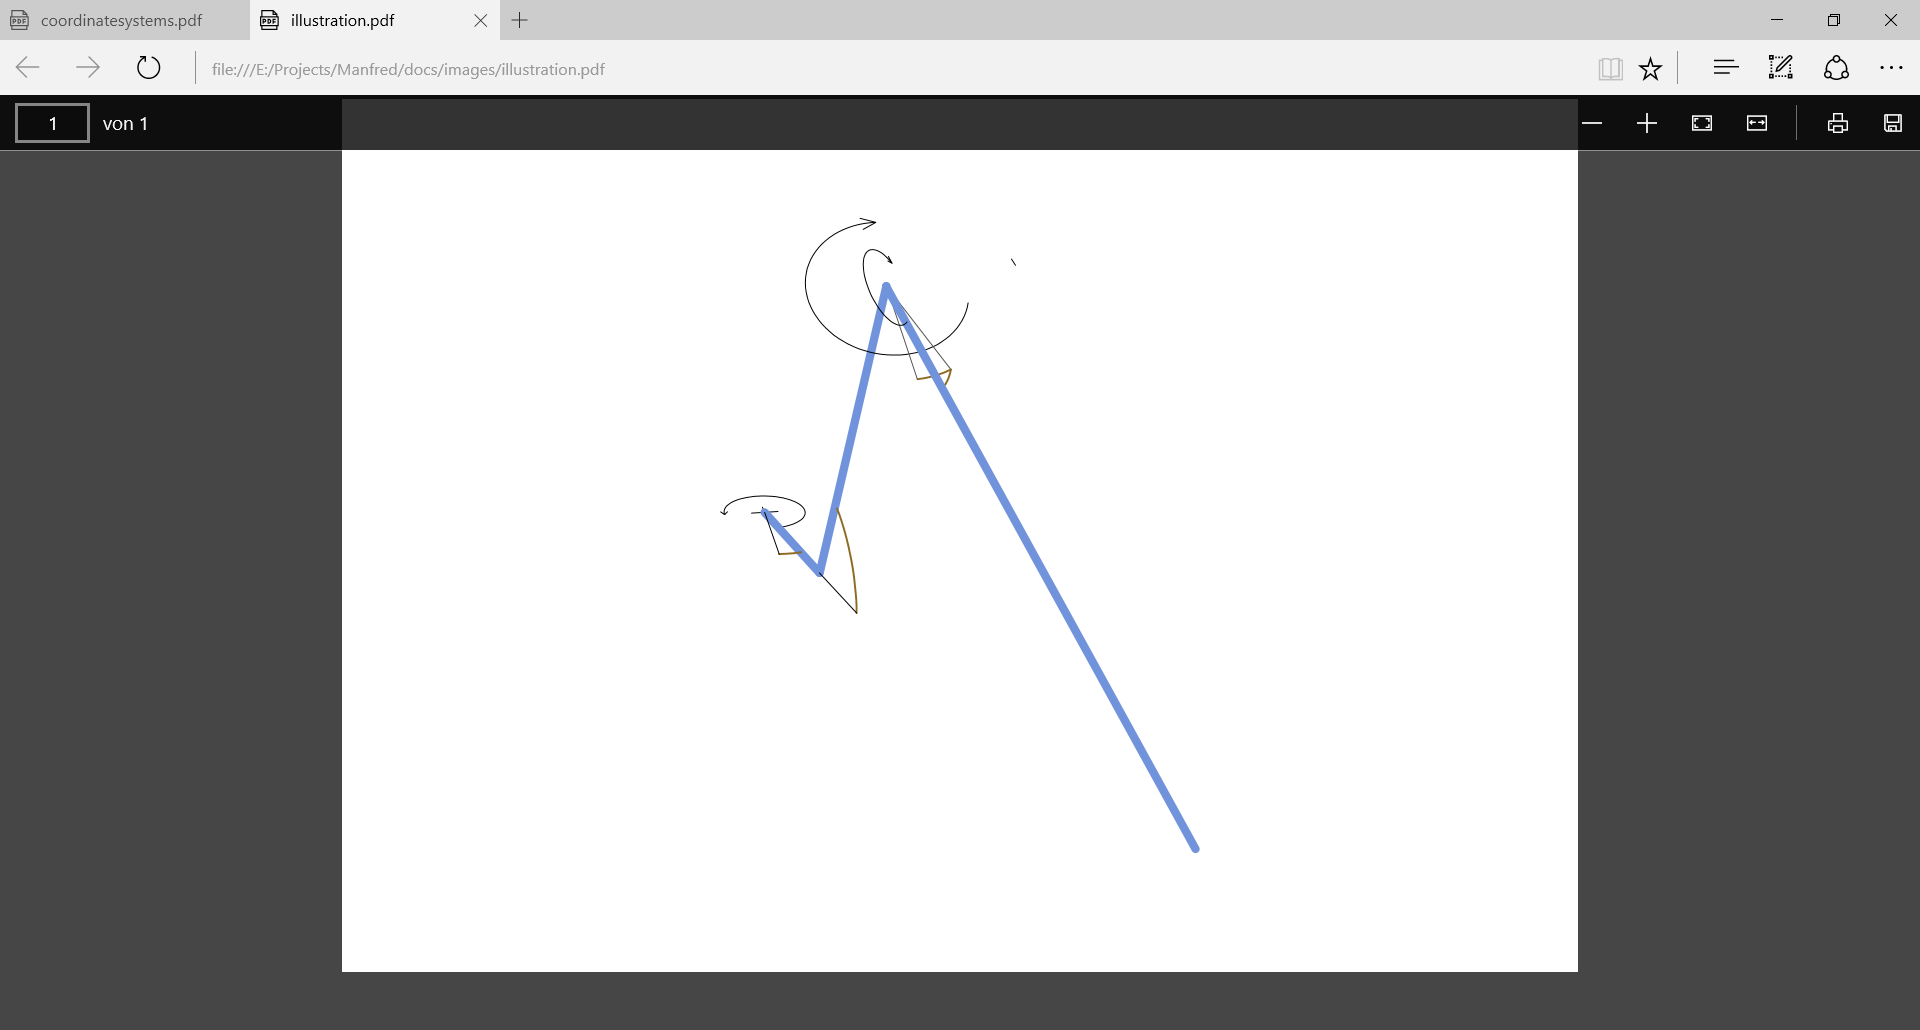 coordinatesystems.pdf
illustration.pdf
file:///E:/Projects/Manfred/docs/images/illustration.pdf
1 von 1